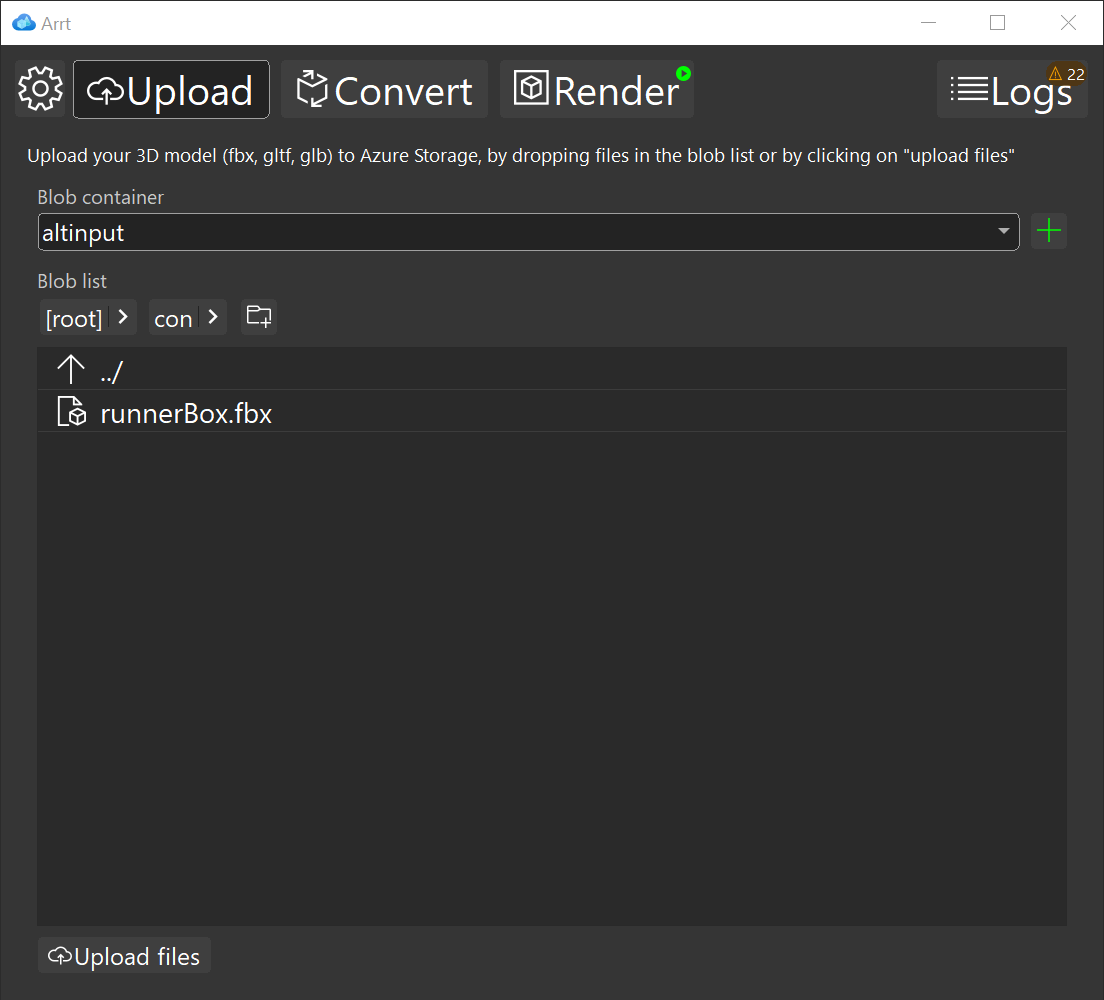 Arrt
Upload Convert Render Logs 22
Upload your 3D model (fbx, gltf, glb) to Azure Storage, by dropping files in the blob list or by clicking on "upload files"
Blob container
altinput
Blob list
[root] con
../
runnerBox.fbx
Upload files